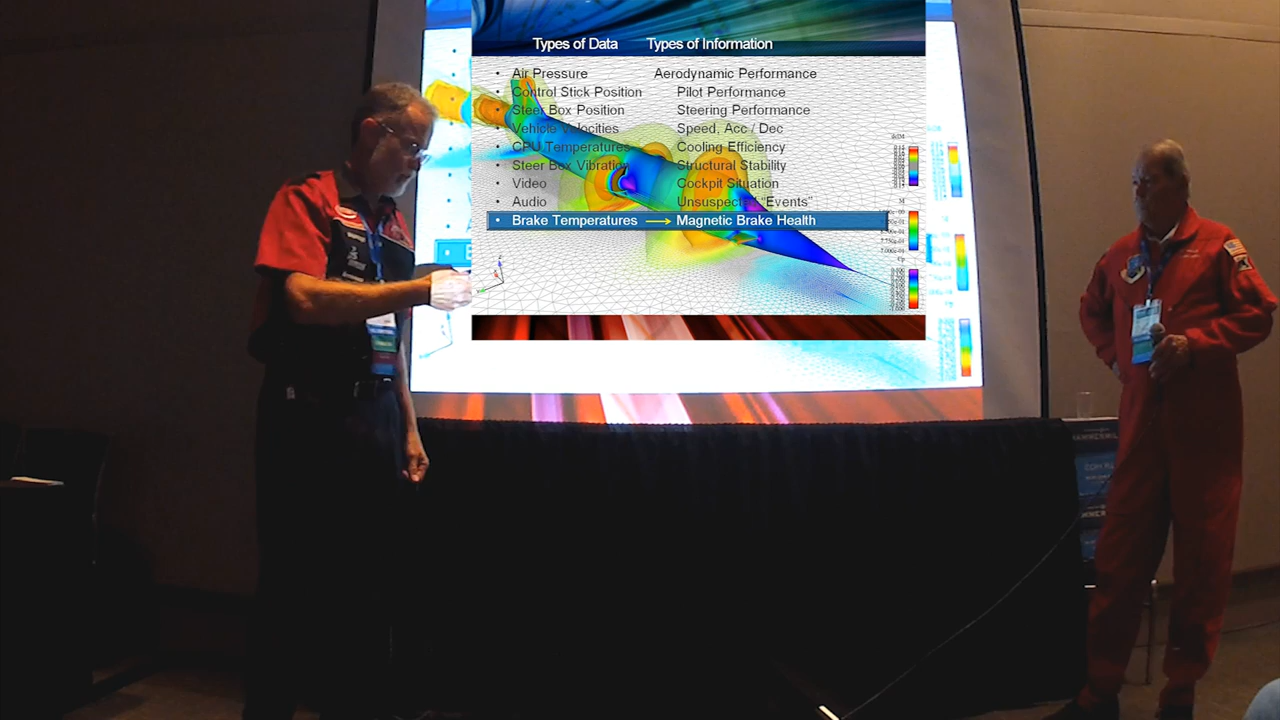 Types of Data Types of Information
• Air Pressure Aerodynamic Performance
• Control Stick Position Pilot Performance
• Steer Box Position Steering Performance
• Vehicle Velocities Speed, Acc / Dec
• CPU Temperatures Cooling Efficiency
• Steer Box Vibration Structural Stability
• Video Cockpit Situation
• Audio Unsuspected "Events"
• Brake Temperatures → Magnetic Brake Health